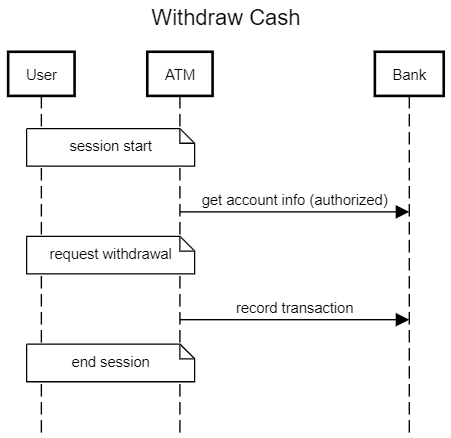 Withdraw Cash
User
ATM
Bank
session start
get account info (authorized)
request withdrawal
record transaction
end session